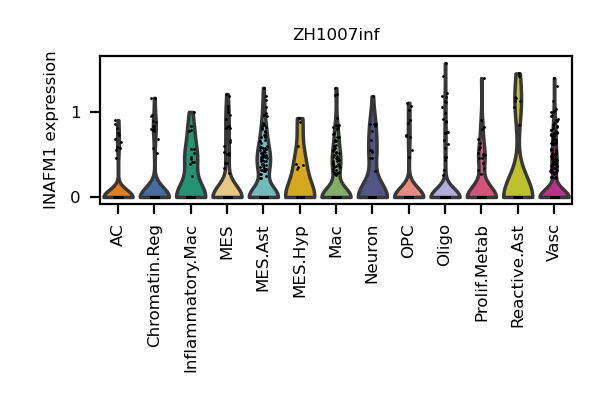 ZH1007inf
INAFM1 expression
1
0
AC
Chromatin.Reg
Inflammatory.Mac
MES
MES.Ast
MES.Hyp
Mac
Neuron
OPC
Oligo
Prolif.Metab
Reactive.Ast
Vasc